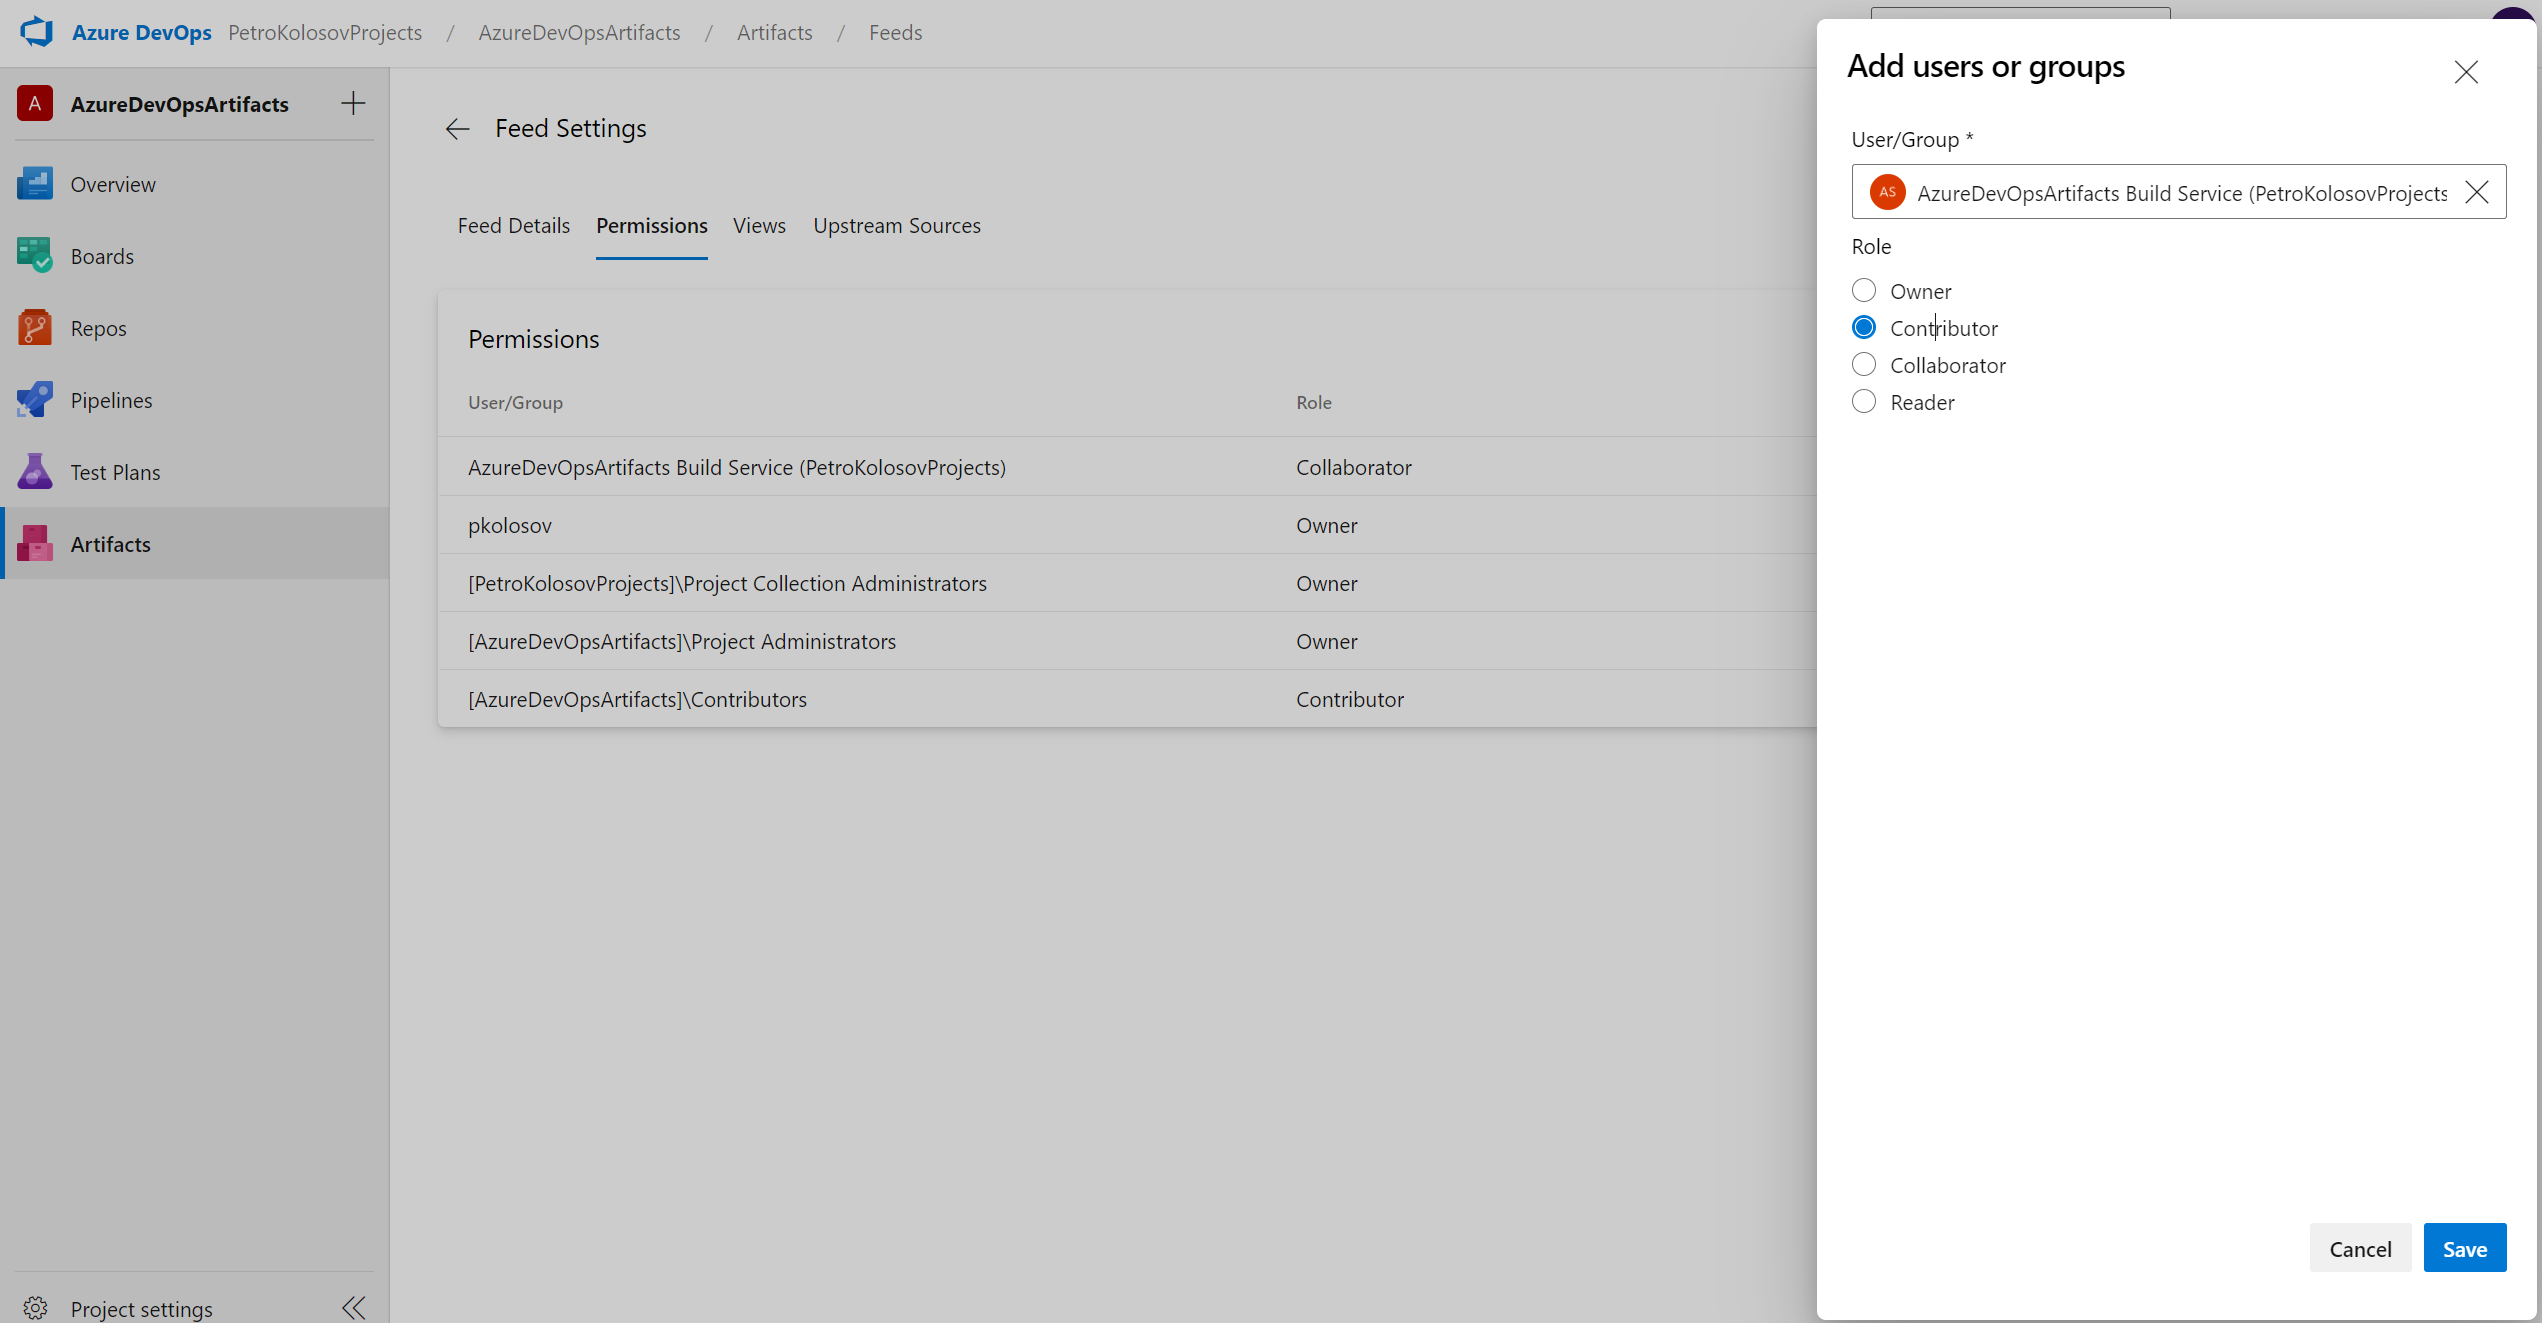 Azure DevOps PetroKolosovProjects / AzureDevOpsArtifacts / Artifacts / Feeds
A AzureDevOpsArtifacts
Overview
Boards
Repos
Pipelines
Test Plans
Artifacts
Project settings
Feed Settings
Feed Details Permissions Views Upstream Sources
Permissions
User/Group Role
AzureDevOpsArtifacts Build Service (PetroKolosovProjects) Collaborator
pkolosov Owner
[PetroKolosovProjects]\Project Collection Administrators Owner
[AzureDevOpsArtifacts]\Project Administrators Owner
[AzureDevOpsArtifacts]\Contributors Contributor
Add users or groups
User/Group *
AS AzureDevOpsArtifacts Build Service (PetroKolosovProjects
Role
Owner
Contributor
Collaborator
Reader
Cancel Save